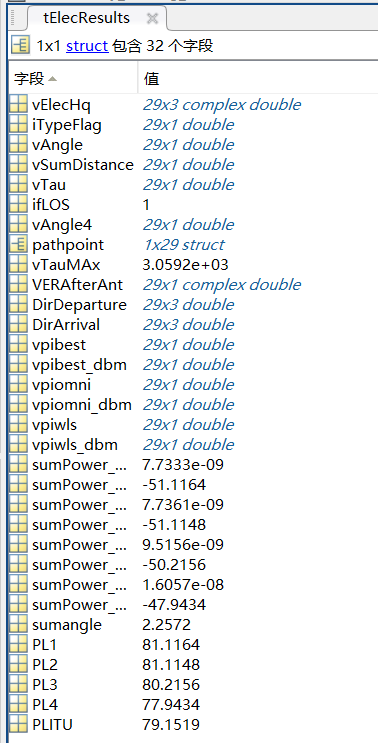 tElecResults
1x1 struct 包含 32 个字段
字段 值
vElecHq 29x3 complex double
iTypeFlag 29x1 double
vAngle 29x1 double
vSumDistance 29x1 double
vTau 29x1 double
ifLOS 1
vAngle4 29x1 double
pathpoint 1x29 struct
vTauMAx 3.0592e+03
VERAfterAnt 29x1 complex double
DirDeparture 29x3 double
DirArrival 29x3 double
vpibest 29x1 double
vpibest_dbm 29x1 double
vpiomni 29x1 double
vpiomni_dbm 29x1 double
vpiwls 29x1 double
vpiwls_dbm 29x1 double
sumPower_... 7.7333e-09
sumPower_... -51.1164
sumPower_... 7.7361e-09
sumPower_... -51.1148
sumPower_... 9.5156e-09
sumPower_... -50.2156
sumPower_... 1.6057e-08
sumPower_... -47.9434
sumangle 2.2572
PL1 81.1164
PL2 81.1148
PL3 80.2156
PL4 77.9434
PLITU 79.1519